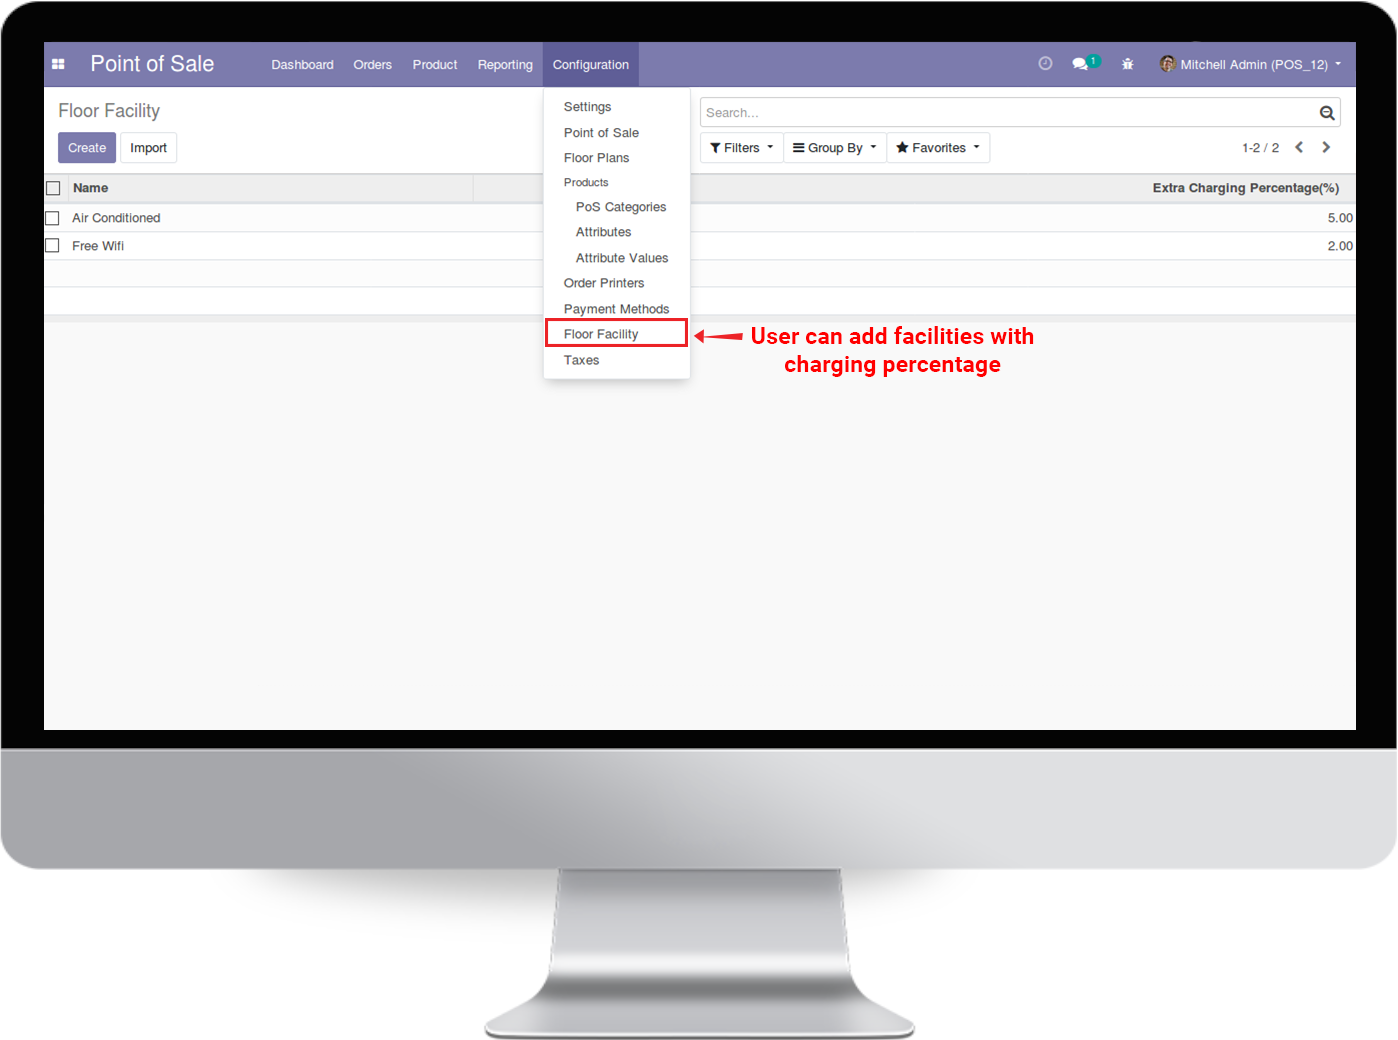 Point of Sale
Dashboard Orders Product Reporting Configuration
1
Mitchell Admin (POS_12)
Floor Facility
Create Import
Search...
Filters Group By Favorites
1-2 / 2
Name Extra Charging Percentage(%)
Air Conditioned 5.00
Free Wifi 2.00
Settings
Point of Sale
Floor Plans
Products
PoS Categories
Attributes
Attribute Values
Order Printers
Payment Methods
Floor Facility
Taxes
User can add facilities with
charging percentage